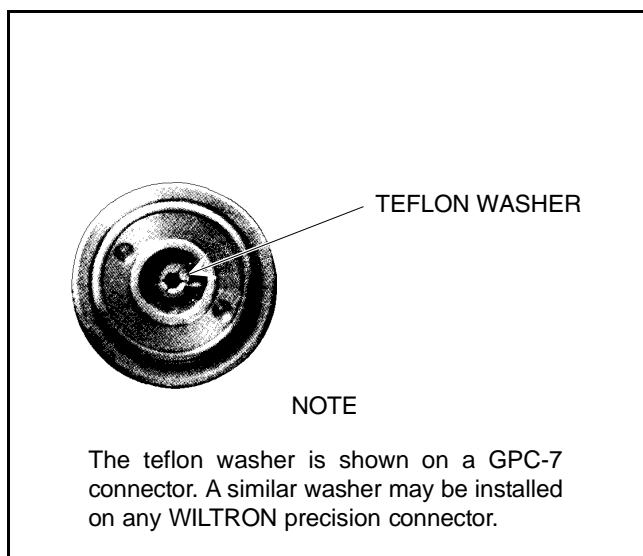 TEFLON WASHER
NOTE
The teflon washer is shown on a GPC-7
connector. A similar washer may be installed
on any WILTRON precision connector.